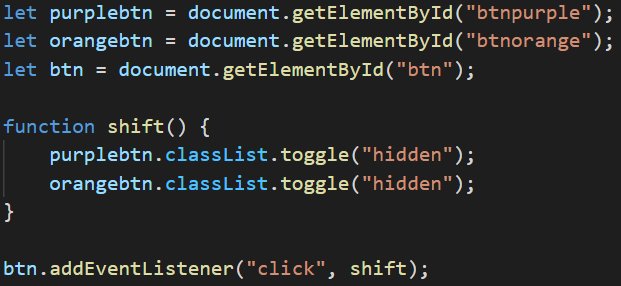 let purplebtn = document.getElementById("btnpurple");
let orangebtn = document.getElementById("btnorange");
let btn = document.getElementById("btn");

function shift() {
    purplebtn.classList.toggle("hidden");
    orangebtn.classList.toggle("hidden");
}

btn.addEventListener("click", shift);